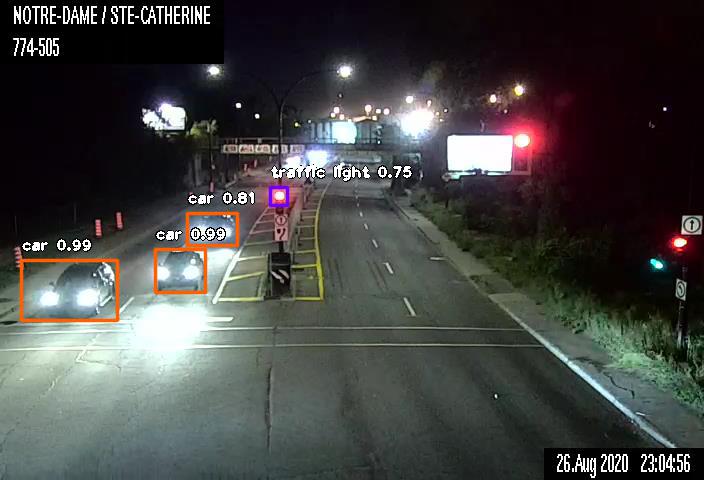 NOTRE-DAME / STE-CATHERINE
774-505
traffic light 0.75
car 0.81
car 0.99
car 0.99
26.Aug 2020 23:04:56